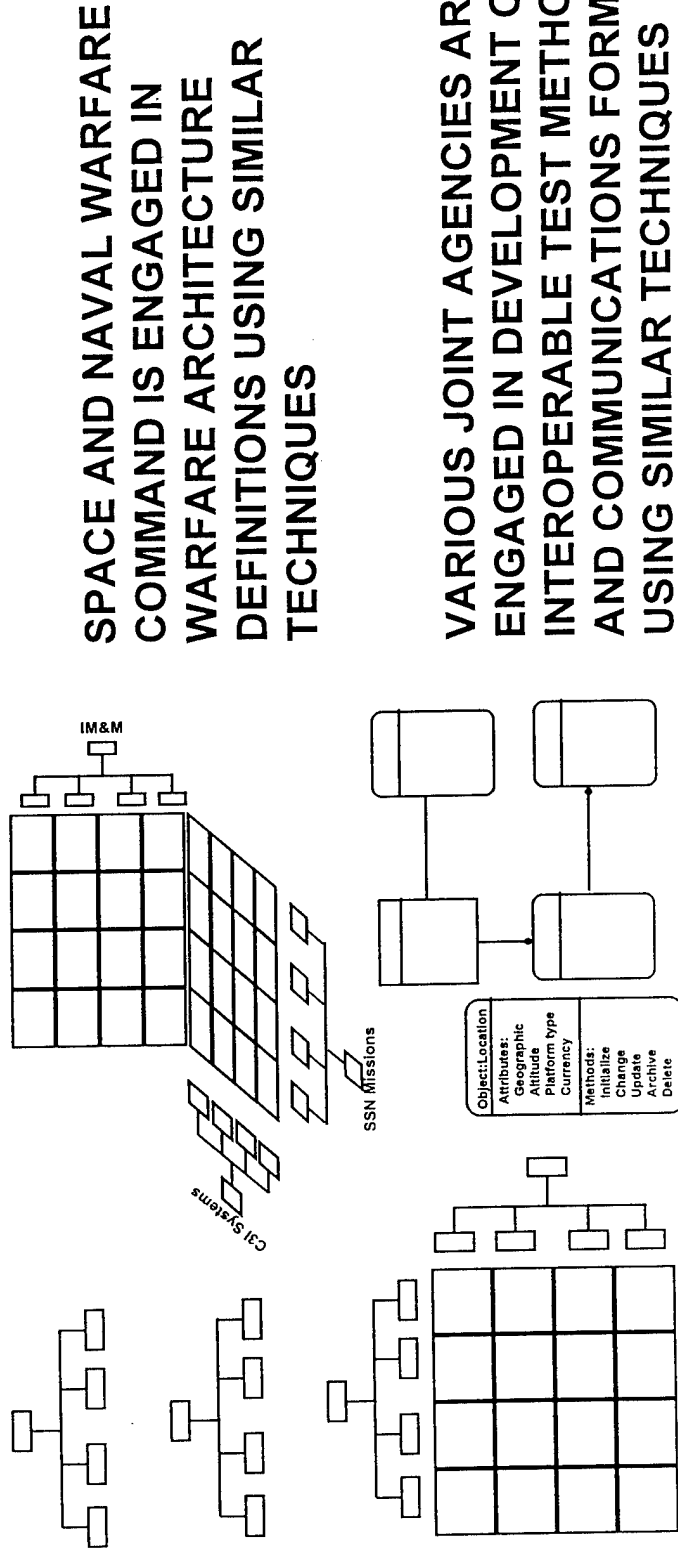 IM&M
C3I Systems
SSN Missions
Object:Location
Attributes:
Geographic
Altitude
Platform type
Currency
Methods:
Initialize
Change
Update
Archive
Delete
SPACE AND NAVAL WARFARE
COMMAND IS ENGAGED IN
WARFARE ARCHITECTURE
DEFINITIONS USING SIMILAR
TECHNIQUES
VARIOUS JOINT AGENCIES AR
ENGAGED IN DEVELOPMENT
INTEROPERABLE TEST METHO
AND COMMUNICATIONS FORM
USING SIMILAR TECHNIQUES